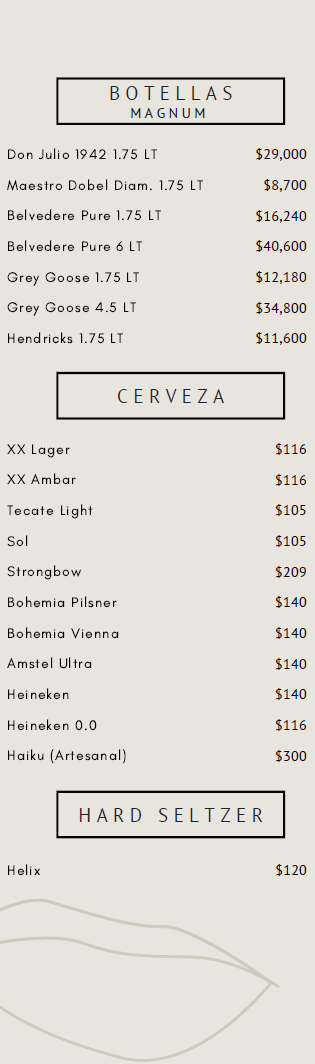 BOTELLAS
MAGNUM
Don Julio 1942 1.75 LT $29,000
Maestro Dobel Diam. 1.75 LT $8,700
Belvedere Pure 1.75 LT $16,240
Belvedere Pure 6 LT $40,600
Grey Goose 1.75 LT $12,180
Grey Goose 4.5 LT $34,800
Hendricks 1.75 LT $11,600
CERVEZA
XX Lager $116
XX Ambar $116
Tecate Light $105
Sol $105
Strongbow $209
Bohemia Pilsner $140
Bohemia Vienna $140
Amstel Ultra $140
Heineken $140
Heineken 0.0 $116
Haiku (Artesanal) $300
HARD SELTZER
Helix $120